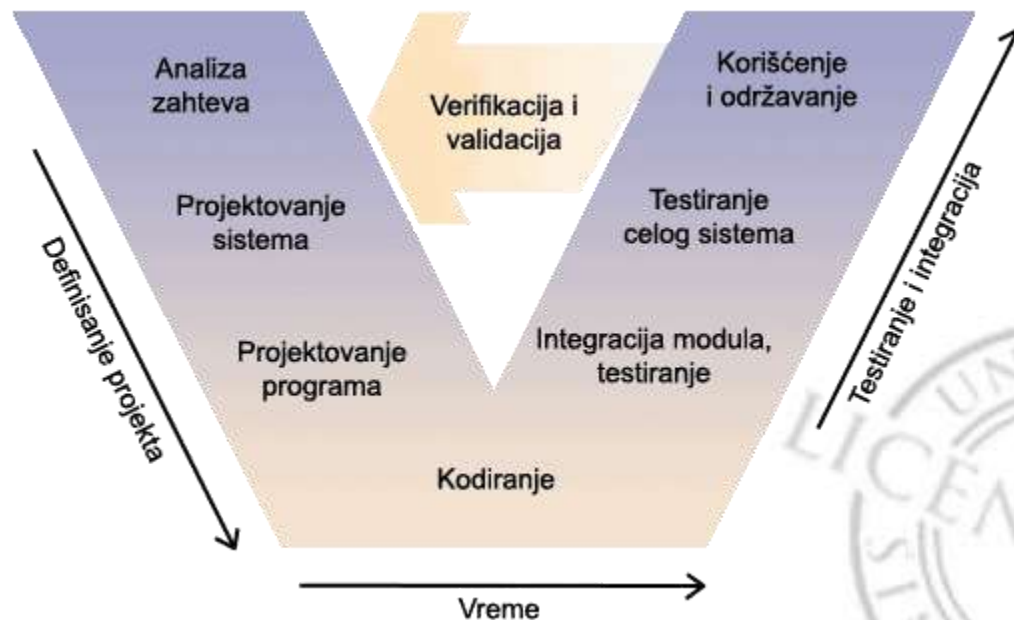 Analiza
zahteva
Verifikacija i
validacija
Korišćenje
i održavanje
Projektovanje
sistema
Testiranje
celog sistema
Definisanje projekta
Testiranje i integracija
Projektovanje
programa
Integracija modula,
testiranje
Kodiranje
Vreme